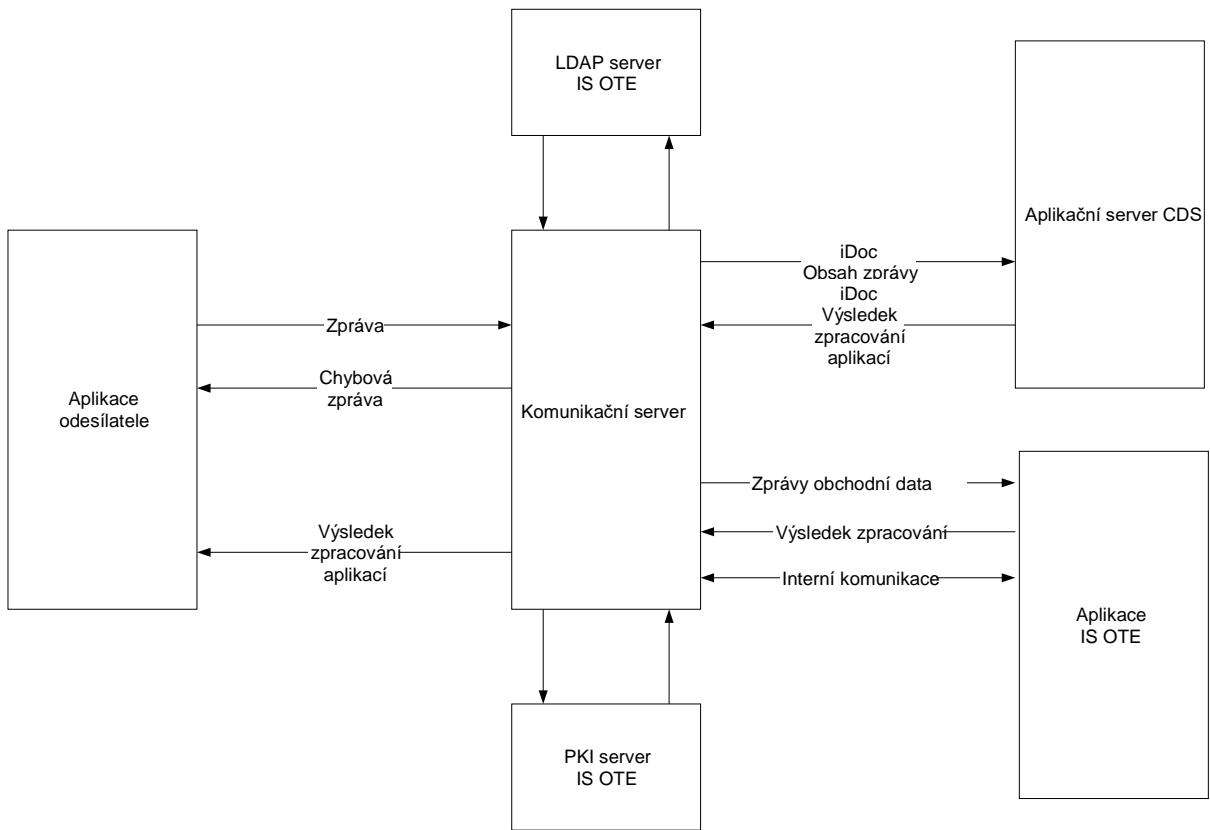 LDAP server
IS OTE
Aplikační server CDS
iDoc
Obsah zprávy
iDoc
Výsledek
zpracování
aplikací
Zpráva
Chybová
zpráva
Aplikace
odesílatele
Komunikační server
Zprávy obchodní data
Výsledek zpracování
Interní komunikace
Výsledek
zpracování
aplikací
Aplikace
IS OTE
PKI server
IS OTE